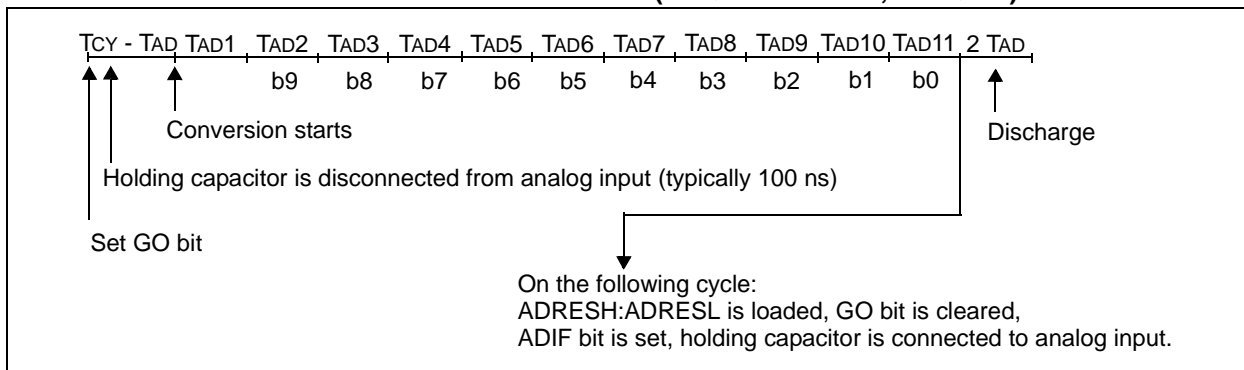 TCY - TAD TAD1 TAD2 TAD3 TAD4 TAD5 TAD6 TAD7 TAD8 TAD9 TAD10 TAD11 2 TAD
b9 b8 b7 b6 b5 b4 b3 b2 b1 b0
Conversion starts
Discharge
Holding capacitor is disconnected from analog input (typically 100 ns)
Set GO bit
On the following cycle:
ADRESH:ADRESL is loaded, GO bit is cleared,
ADIF bit is set, holding capacitor is connected to analog input.